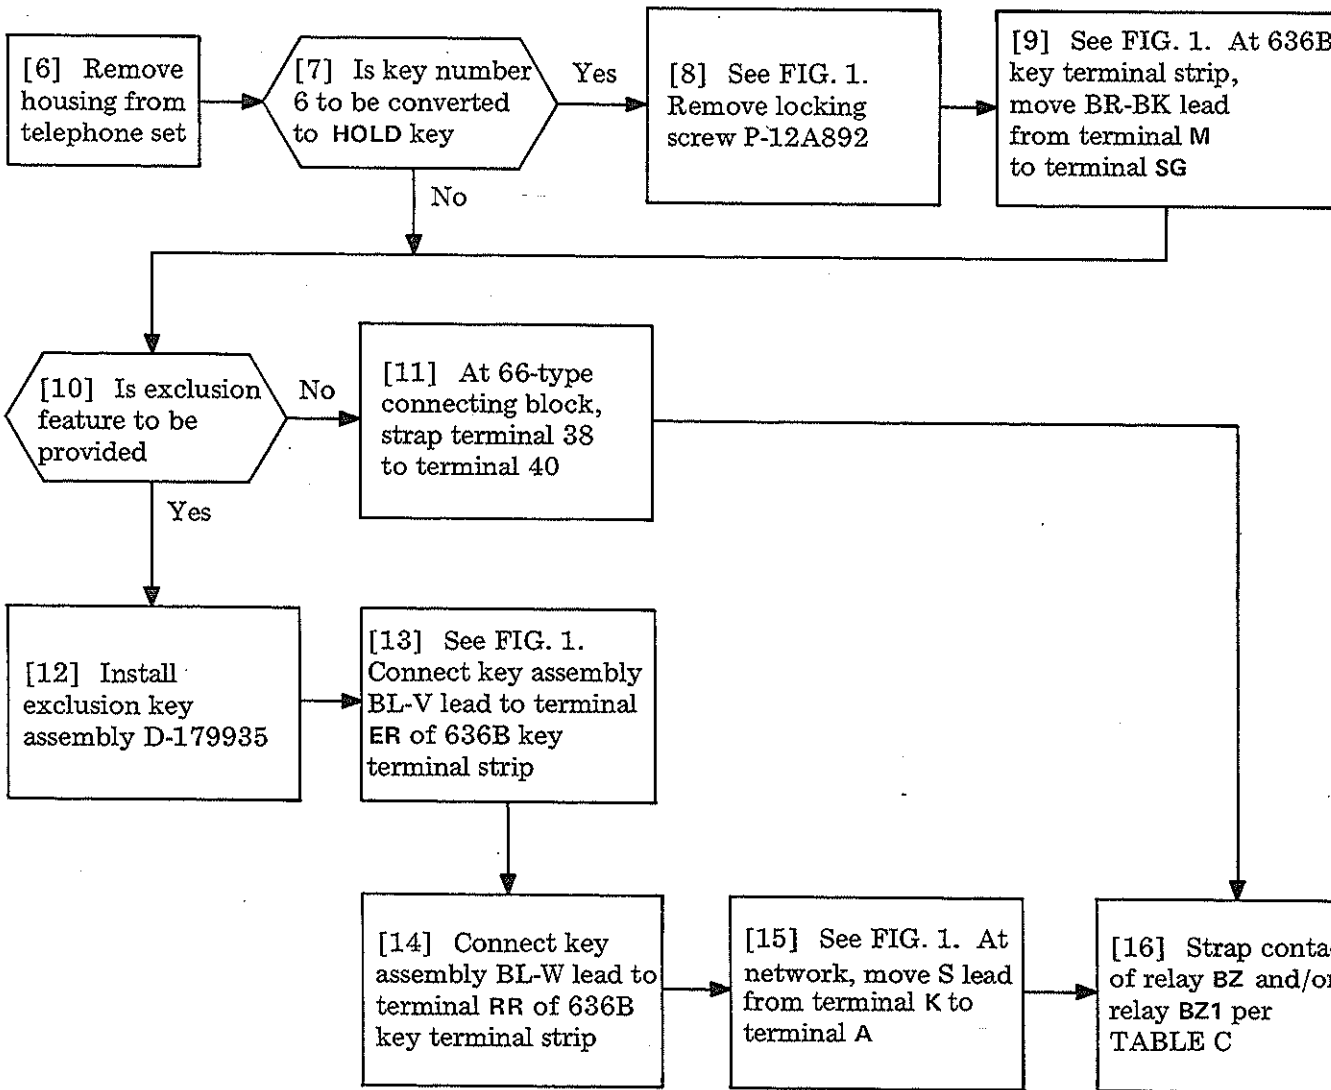 [6] Remove
housing from
telephone set
[7] Is key number
6 to be converted
to HOLD key
Yes
No
[8] See FIG. 1.
Remove locking
screw P-12A892
[9] See FIG. 1. At 636B
key terminal strip,
move BR-BK lead
from terminal M
to terminal SG
[10] Is exclusion
feature to be
provided
No
Yes
[11] At 66-type
connecting block,
strap terminal 38
to terminal 40
[12] Install
exclusion key
assembly D-179935
[13] See FIG. 1.
Connect key assembly
BL-V lead to terminal
ER of 636B key
terminal strip
[14] Connect key
assembly BL-W lead to
terminal RR of 636B
key terminal strip
[15] See FIG. 1. At
network, move S lead
from terminal K to
terminal A
[16] Strap conta
of relay BZ and/or
relay BZ1 per
TABLE C